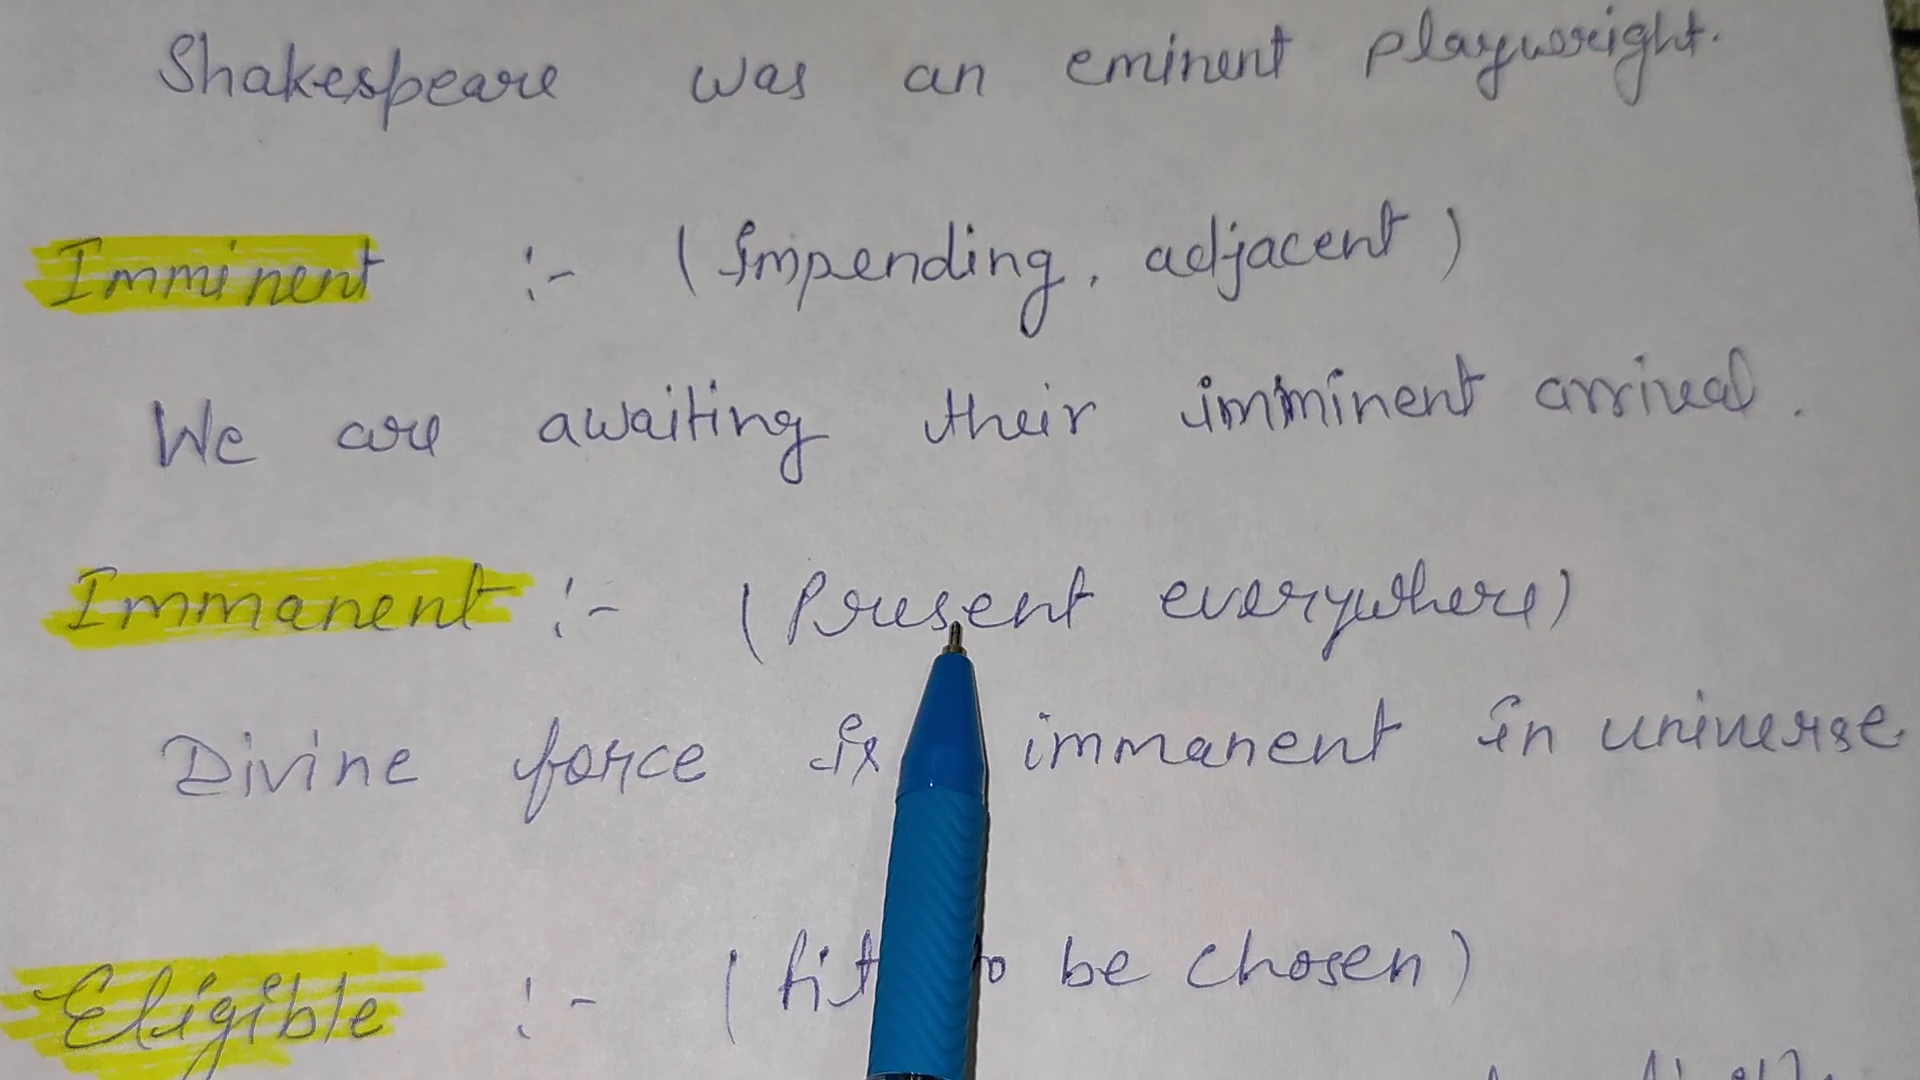 Shakespeare was an eminent playwright.
Imminent :- (Impending, adjacent)
We are awaiting their imminent arrival.
Immanent :- (Present everywhere)
Divine force is immanent in universe
Eligible :- (fit to be chosen)